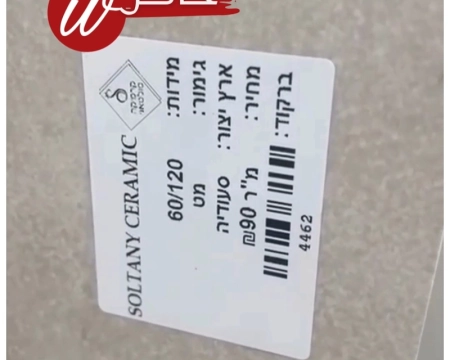 SOLTANY CERAMIC
מידות: 60/120
גימור: מט
ארץ יצור: סעודיה
מחיר: מ"ר 90₪
ברקוד:
4462